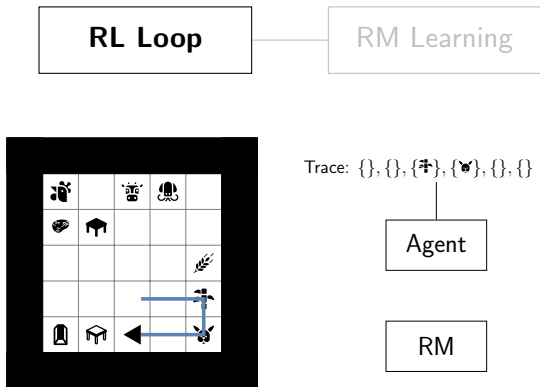 RL Loop
RM Learning
Trace: {}, {}, {}, {}, {}, {}
Agent
RM